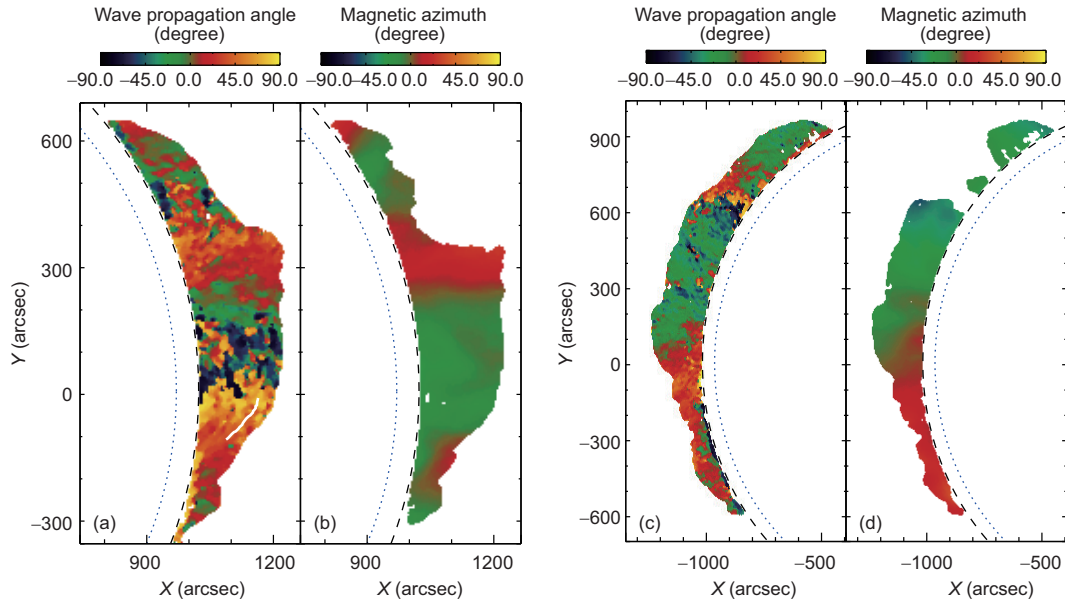 Wave propagation angle
(degree)
−90.0 −45.0 0.0 45.0 90.0
Magnetic azimuth
(degree)
−90.0 −45.0 0.0 45.0 90.0
Wave propagation angle
(degree)
−90.0 −45.0 0.0 45.0 90.0
Magnetic azimuth
(degree)
−90.0 −45.0 0.0 45.0 90.0
600
300
0
−300
Y (arcsec)
(a)
(b)
900 1200
900 1200
X (arcsec)
X (arcsec)
900
600
300
0
−300
−600
Y (arcsec)
(c)
(d)
−1000 −500
−1000 −500
X (arcsec)
X (arcsec)